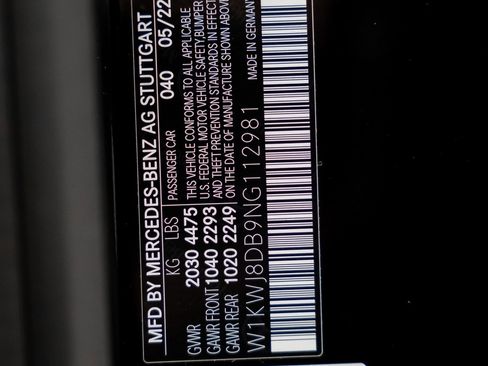 MFD BY MERCEDES-BENZ AG STUTTGART
KG LBS PASSENGER CAR 040 05/22
GVWR 2030 4475 THIS VEHICLE CONFORMS TO ALL APPLICABLE
GAWR FRONT 1040 2293 U.S. FEDERAL MOTOR VEHICLE SAFETY, BUMPER
GAWR REAR 1020 2249 AND THEFT PREVENTION STANDARDS IN EFFECT
ON THE DATE OF MANUFACTURE SHOWN ABOVE
W1KWJ8DB9NG112981 MADE IN GERMANY